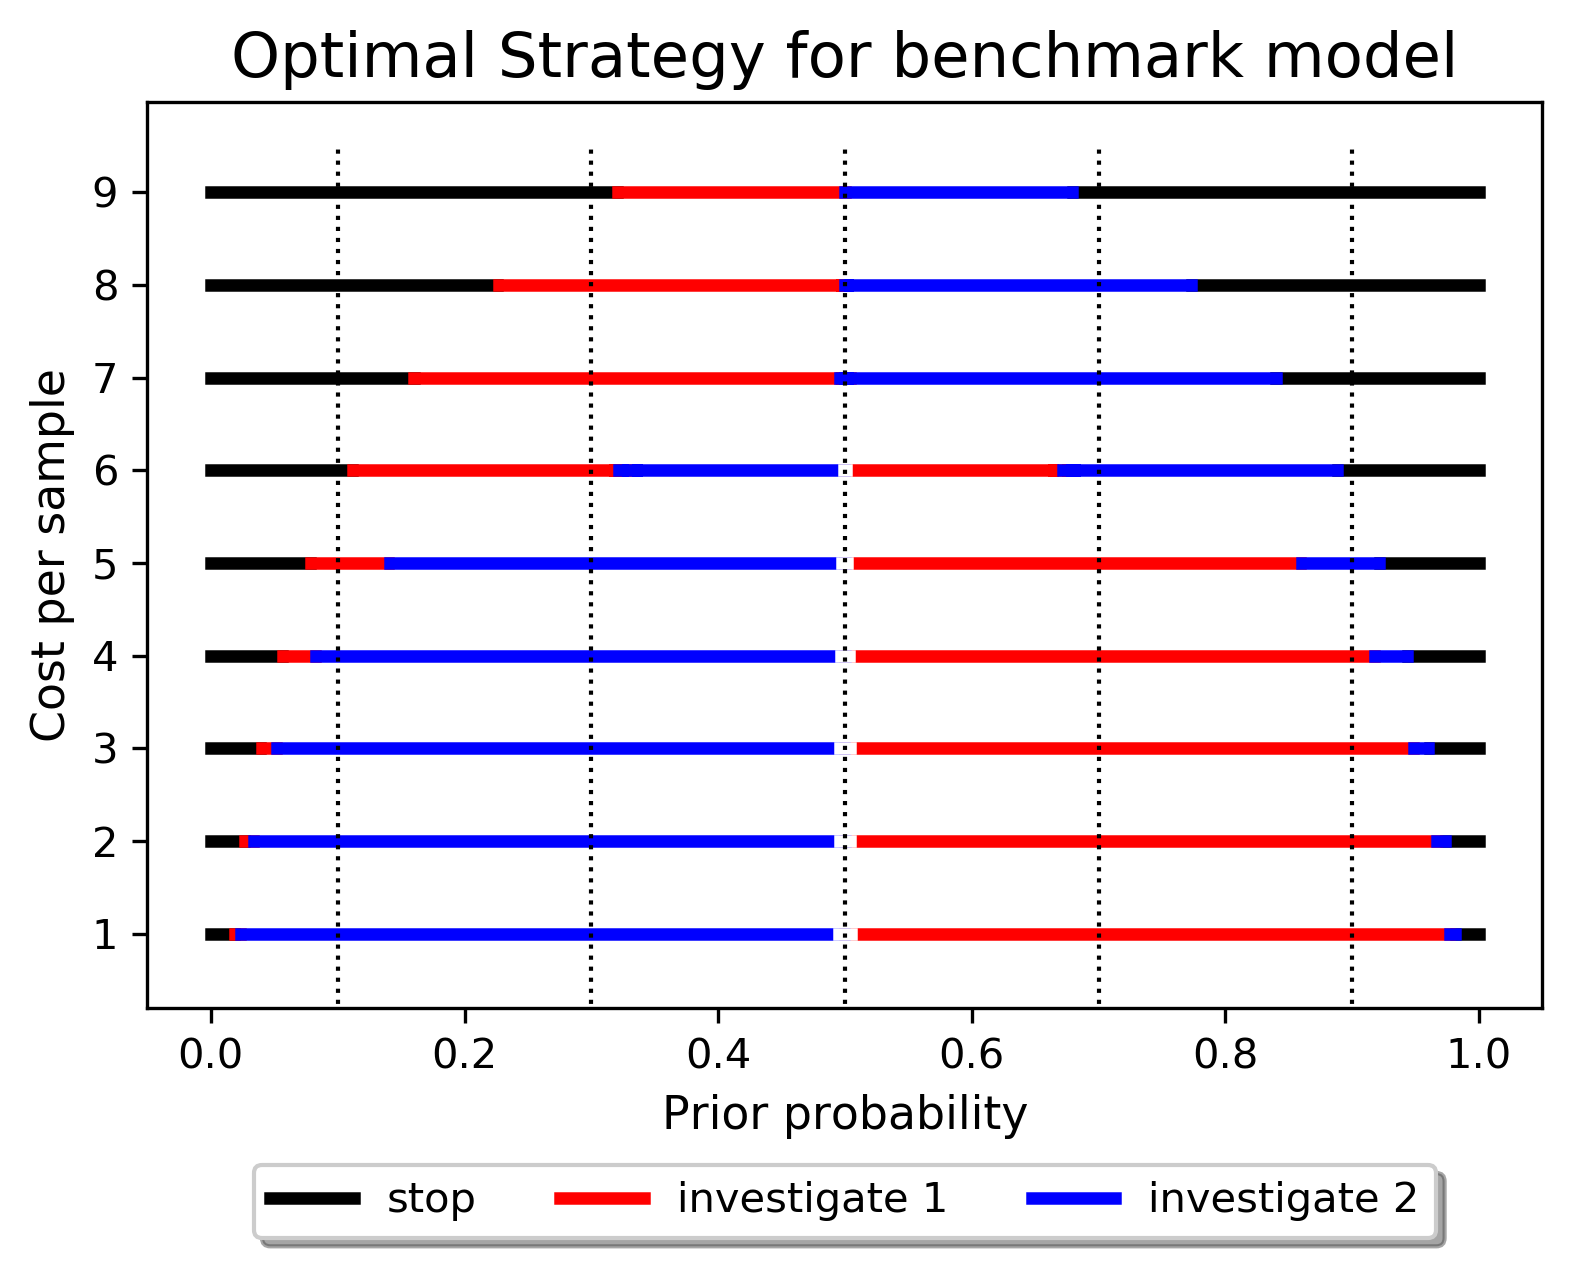 Optimal Strategy for benchmark model
Cost per sample
9
8
7
6
5
4
3
2
1
0.0 0.2 0.4 0.6 0.8 1.0
Prior probability
stop investigate 1 investigate 2